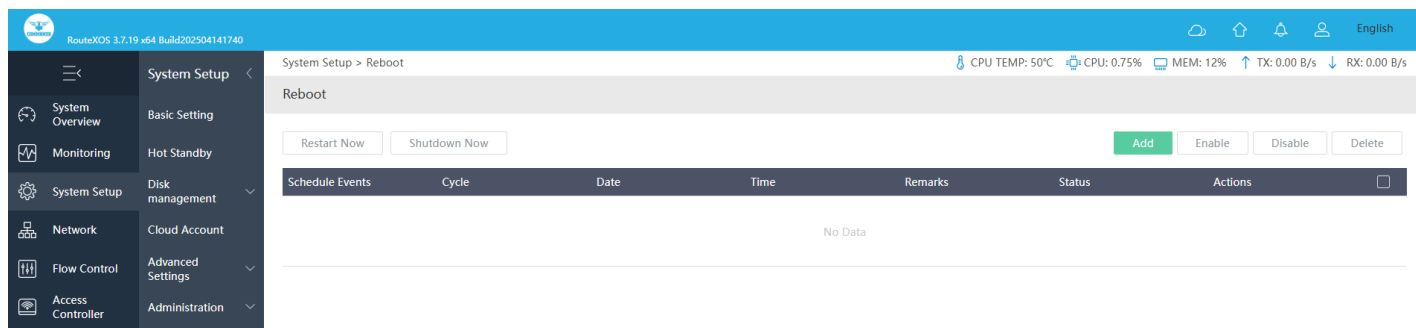 RouteXOS 3.7.19 x64 Build202504141740
English
System Setup
System Setup > Reboot
CPU TEMP: 50℃ CPU: 0.75% MEM: 12% TX: 0.00 B/s RX: 0.00 B/s
Reboot
System
Overview
Basic Setting
Monitoring
Hot Standby
Restart Now Shutdown Now Add Enable Disable Delete
System Setup
Disk
management
Schedule Events Cycle Date Time Remarks Status Actions
Network
Cloud Account
No Data
Flow Control
Advanced
Settings
Access
Controller
Administration